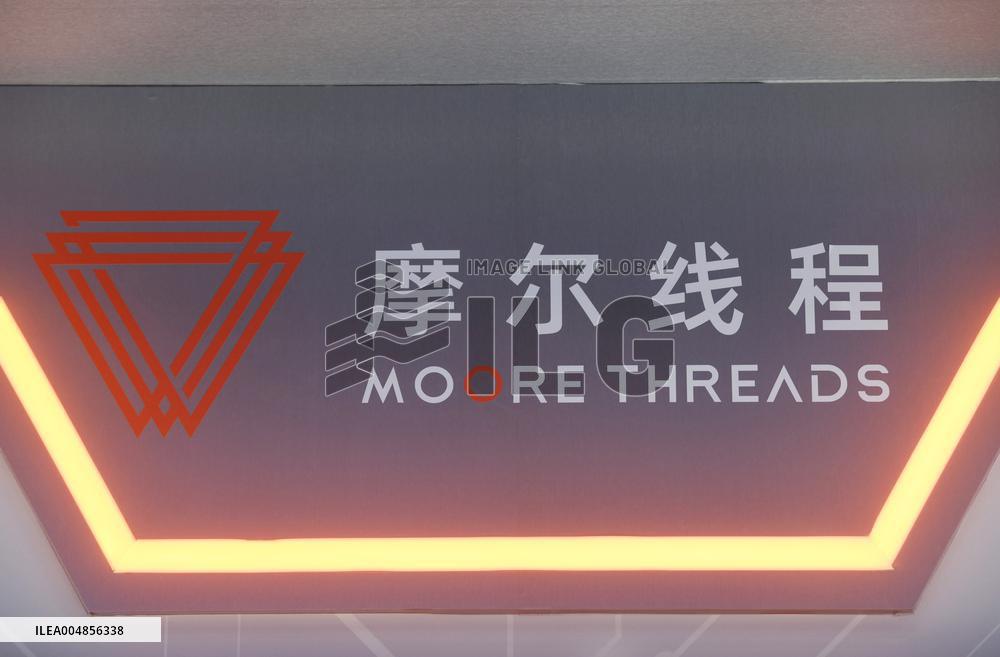 摩尔线程
IMAGE LINK GLOBAL
ILG
MOORE THREADS
ILEA004856338